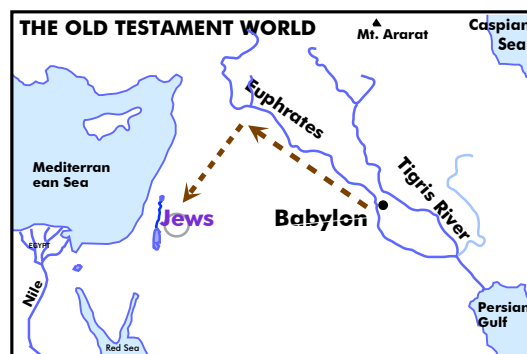 THE OLD TESTAMENT WORLD
Mt. Ararat
Caspian
Sea
Euphrates
Mediterran
ean Sea
Tigris River
Jews
Babylon
EGYPT
Nile
Persian
Gulf
Red Sea